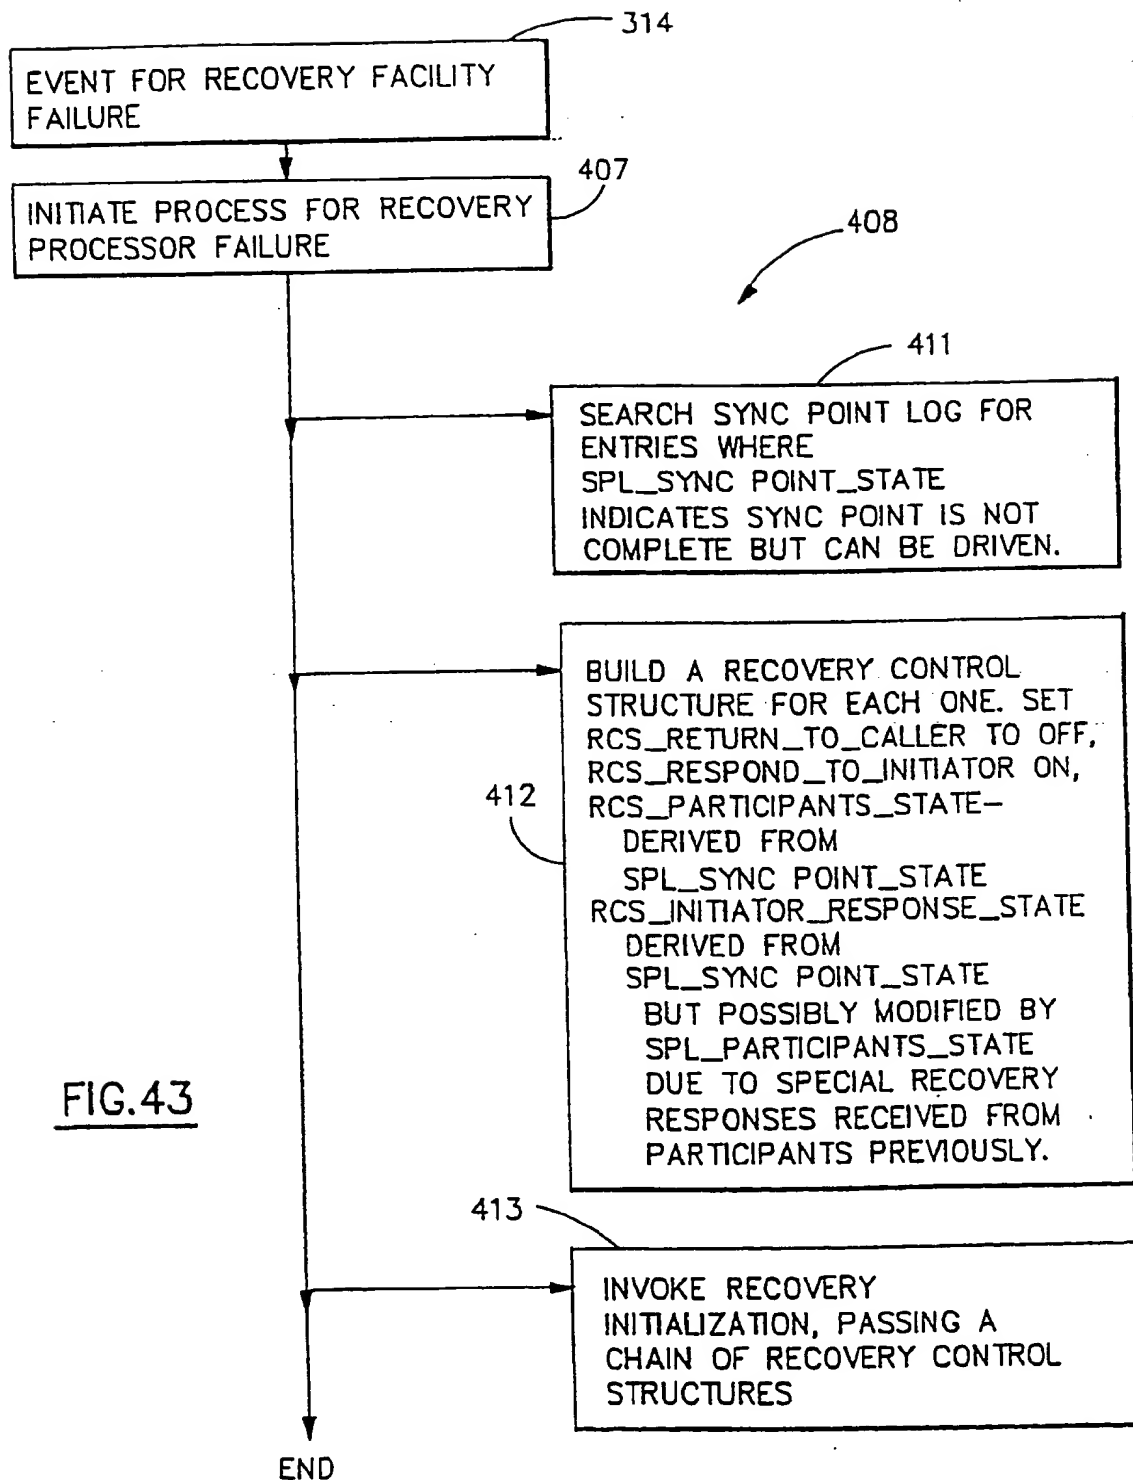 314
EVENT FOR RECOVERY FACILITY
FAILURE
407
INITIATE PROCESS FOR RECOVERY
PROCESSOR FAILURE
408
411
SEARCH SYNC POINT LOG FOR
ENTRIES WHERE
SPL_SYNC POINT_STATE
INDICATES SYNC POINT IS NOT
COMPLETE BUT CAN BE DRIVEN.
412
BUILD A RECOVERY CONTROL
STRUCTURE FOR EACH ONE. SET
RCS_RETURN_TO_CALLER TO OFF,
RCS_RESPOND_TO_INITIATOR ON,
RCS_PARTICIPANTS_STATE-
DERIVED FROM
SPL_SYNC POINT_STATE
RCS_INITIATOR_RESPONSE_STATE
DERIVED FROM
SPL_SYNC POINT_STATE
BUT POSSIBLY MODIFIED BY
SPL_PARTICIPANTS_STATE
DUE TO SPECIAL RECOVERY
RESPONSES RECEIVED FROM
PARTICIPANTS PREVIOUSLY.
FIG.43
413
INVOKE RECOVERY
INITIALIZATION, PASSING A
CHAIN OF RECOVERY CONTROL
STRUCTURES
END